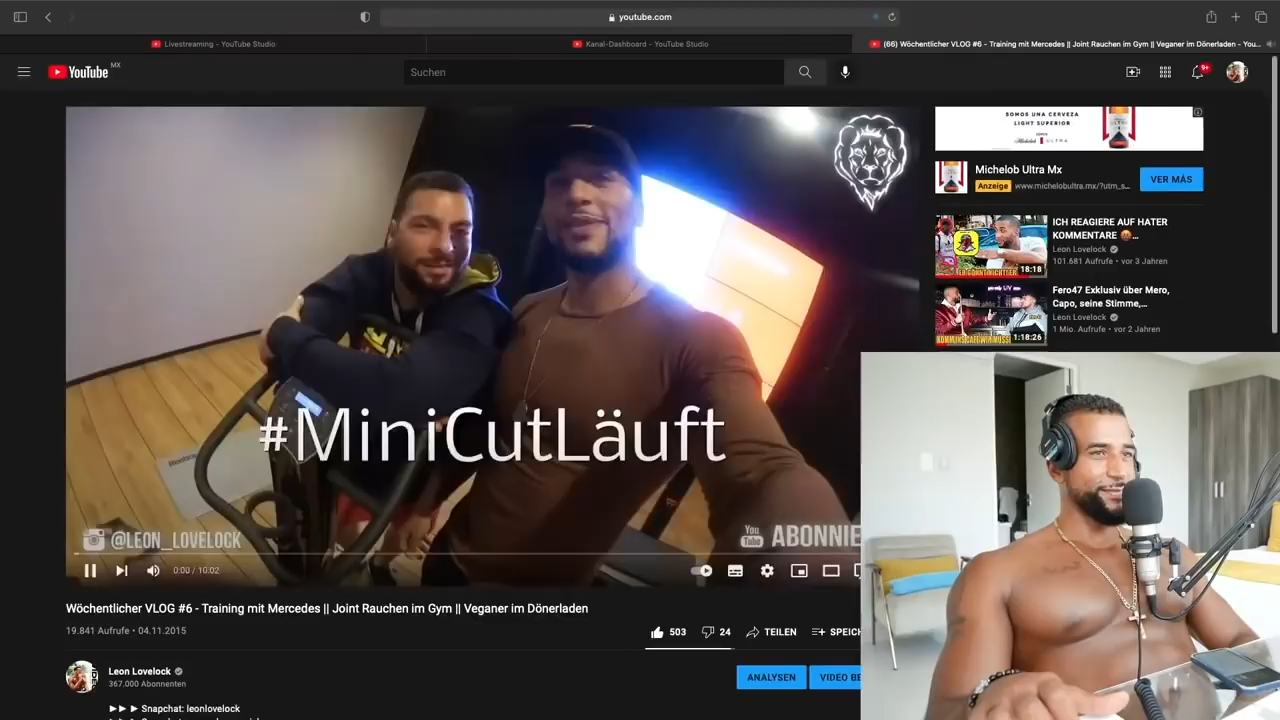 youtube.com
Livestreaming - YouTube Studio
Kanal-Dashboard - YouTube Studio
(66) Wöchentlicher VLOG #6 - Training mit Mercedes || Joint Rauchen im Gym || Veganer im Dönerladen - You...
YouTube MX
Suchen
9+
SOMOS UNA CERVEZA
LIGHT SUPERIOR
Michelob ULTRA
Michelob Ultra Mx
Anzeige www.michelobultra.mx/?utm_s...
VER MÁS
ICH REAGIERE AUF HATER
KOMMENTARE 🤬...
Leon Lovelock
101.681 Aufrufe • vor 3 Jahren
18:18
Fero47 Exklusiv über Mero,
Capo, seine Stimme,...
Leon Lovelock
1 Mio. Aufrufe • vor 2 Jahren
1:18:26
#MiniCutLäuft
@LEON_LOVELOCK
You Tube ABONNIE
0:00 / 10:02
Wöchentlicher VLOG #6 - Training mit Mercedes || Joint Rauchen im Gym || Veganer im Dönerladen
19.841 Aufrufe • 04.11.2015
503
24
TEILEN
SPEICH
Leon Lovelock
367.000 Abonnenten
ANALYSEN
VIDEO BE
►► ► Snapchat: leonlovelock